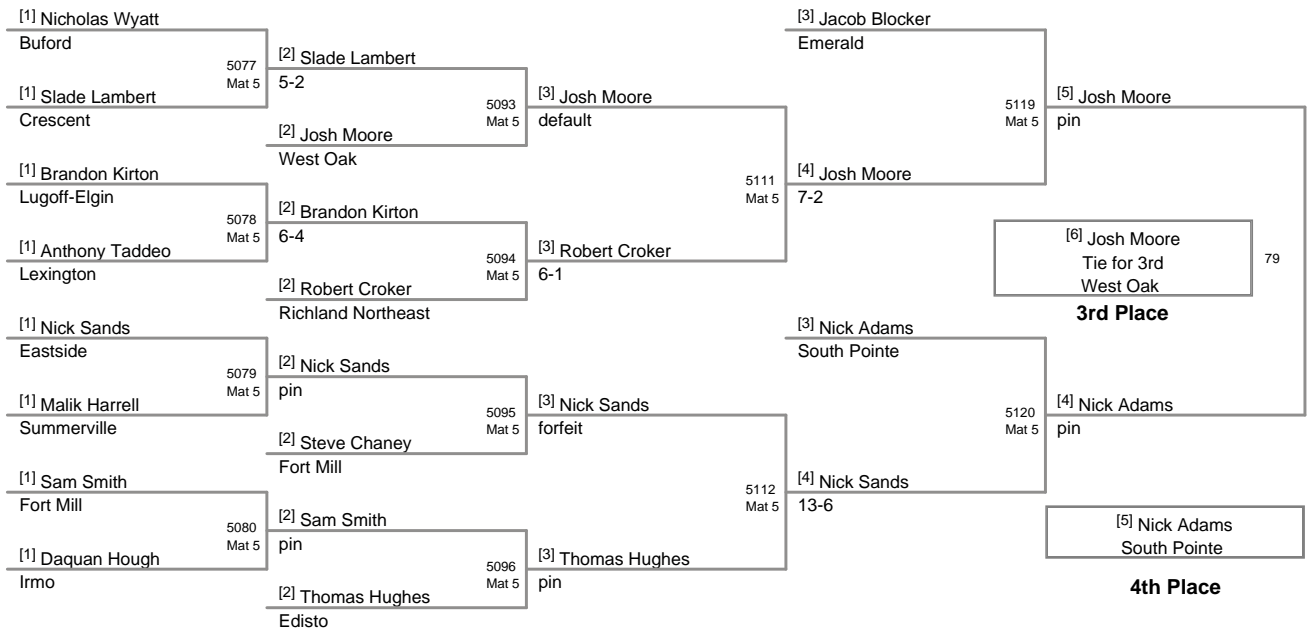 [1] Nicholas Wyatt
Buford
5077
Mat 5
[1] Slade Lambert
Crescent
[2] Slade Lambert
5-2
5093
Mat 5
[2] Josh Moore
West Oak
[3] Josh Moore
default
[1] Brandon Kirton
Lugoff-Elgin
5078
Mat 5
[1] Anthony Taddeo
Lexington
[2] Brandon Kirton
6-4
5094
Mat 5
[2] Robert Croker
Richland Northeast
[3] Robert Croker
6-1
5111
Mat 5
[3] Jacob Blocker
Emerald
5119
Mat 5
[4] Josh Moore
7-2
[5] Josh Moore
pin
[6] Josh Moore
Tie for 3rd
West Oak
79
3rd Place
[1] Nick Sands
Eastside
5079
Mat 5
[1] Malik Harrell
Summerville
[2] Nick Sands
pin
5095
Mat 5
[2] Steve Chaney
Fort Mill
[3] Nick Sands
forfeit
[1] Sam Smith
Fort Mill
5080
Mat 5
[1] Daquan Hough
Irmo
[2] Sam Smith
pin
5096
Mat 5
[2] Thomas Hughes
Edisto
[3] Thomas Hughes
pin
5112
Mat 5
[3] Nick Adams
South Pointe
5120
Mat 5
[4] Nick Sands
13-6
[4] Nick Adams
pin
[5] Nick Adams
South Pointe
4th Place